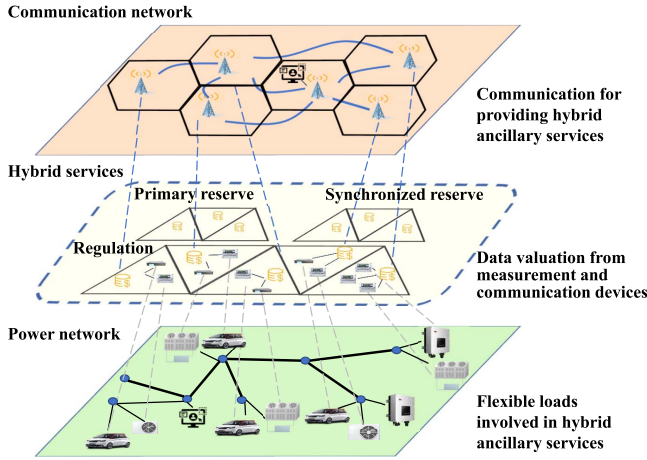 Communication network
Communication for
providing hybrid
ancillary services
Hybrid services
Primary reserve
Synchronized reserve
Regulation
Data valuation from
measurement and
communication devices
Power network
Flexible loads
involved in hybrid
ancillary services